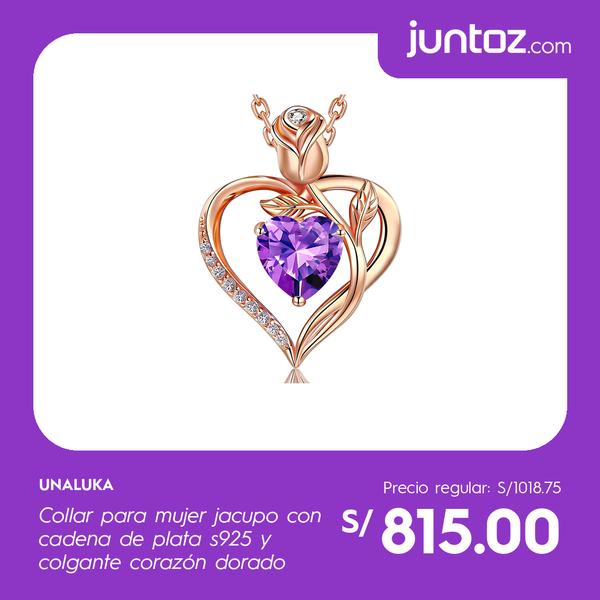 juntoz.com
UNALUKA
Collar para mujer jacupo con
cadena de plata s925 y
colgante corazón dorado
Precio regular: S/1018.75
S/815.00